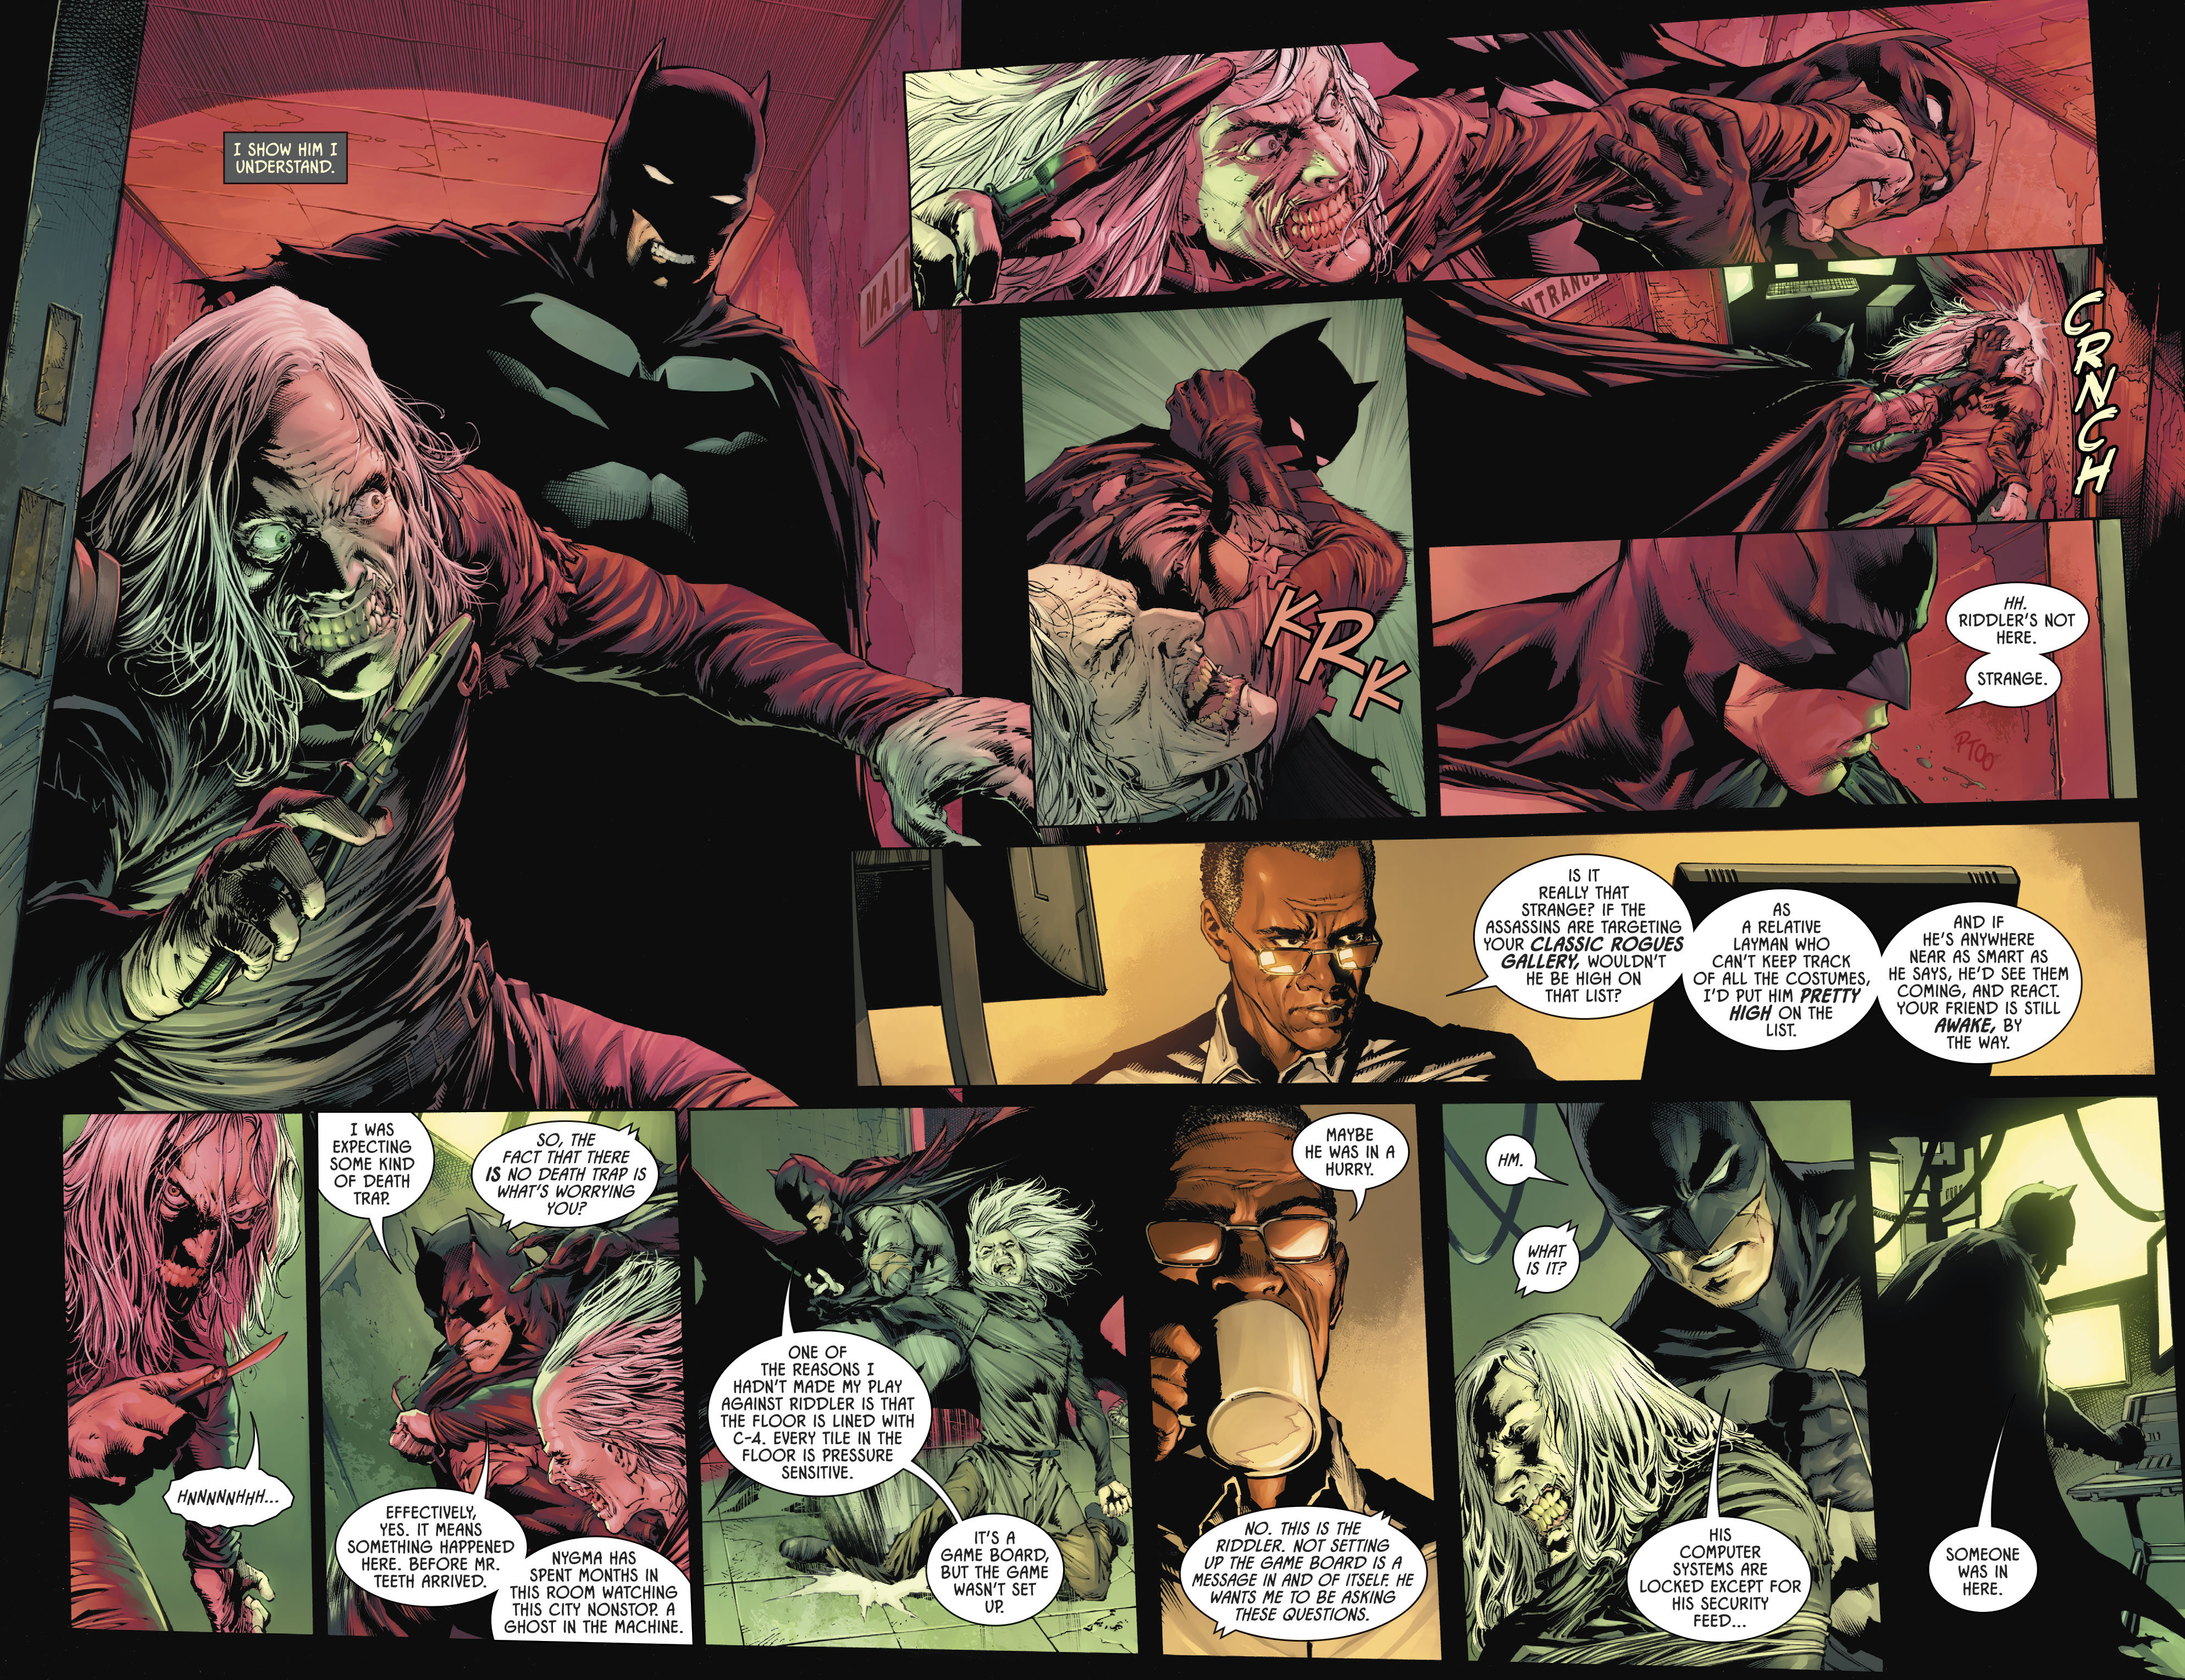 I SHOW HIM I
UNDERSTAND.
MAIN
ENTRANCE
CRNCH
KRK
HH.
RIDDLER'S NOT
HERE.
STRANGE.
PTOO
IS IT
REALLY THAT
STRANGE? IF THE
ASSASSINS ARE TARGETING
YOUR CLASSIC ROGUES
GALLERY, WOULDN'T
HE BE HIGH ON
THAT LIST?
AS
A RELATIVE
LAYMAN WHO
CAN'T KEEP TRACK
OF ALL THE COSTUMES,
I'D PUT HIM PRETTY
HIGH ON THE
LIST.
AND IF
HE'S ANYWHERE
NEAR AS SMART AS
HE SAYS, HE'D SEE THEM
COMING, AND REACT.
YOUR FRIEND IS STILL
AWAKE, BY
THE WAY.
HNNNNNHHH...
I WAS
EXPECTING
SOME KIND
OF DEATH
TRAP.
SO, THE
FACT THAT THERE
IS NO DEATH TRAP IS
WHAT'S WORRYING
YOU?
EFFECTIVELY,
YES. IT MEANS
SOMETHING HAPPENED
HERE. BEFORE MR.
TEETH ARRIVED.
NYGMA HAS
SPENT MONTHS IN
THIS ROOM WATCHING
THIS CITY NONSTOP. A
GHOST IN THE MACHINE.
ONE OF
THE REASONS I
HADN'T MADE MY PLAY
AGAINST RIDDLER IS THAT
THE FLOOR IS LINED WITH
C-4. EVERY TILE IN THE
FLOOR IS PRESSURE
SENSITIVE.
IT'S A
GAME BOARD,
BUT THE GAME
WASN'T SET
UP.
MAYBE
HE WAS IN A
HURRY.
NO. THIS IS THE
RIDDLER. NOT SETTING
UP THE GAME BOARD IS A
MESSAGE IN AND OF ITSELF. HE
WANTS ME TO BE ASKING
THESE QUESTIONS.
HM.
WHAT
IS IT?
HIS
COMPUTER
SYSTEMS ARE
LOCKED EXCEPT FOR
HIS SECURITY
FEED...
SOMEONE
WAS IN
HERE.